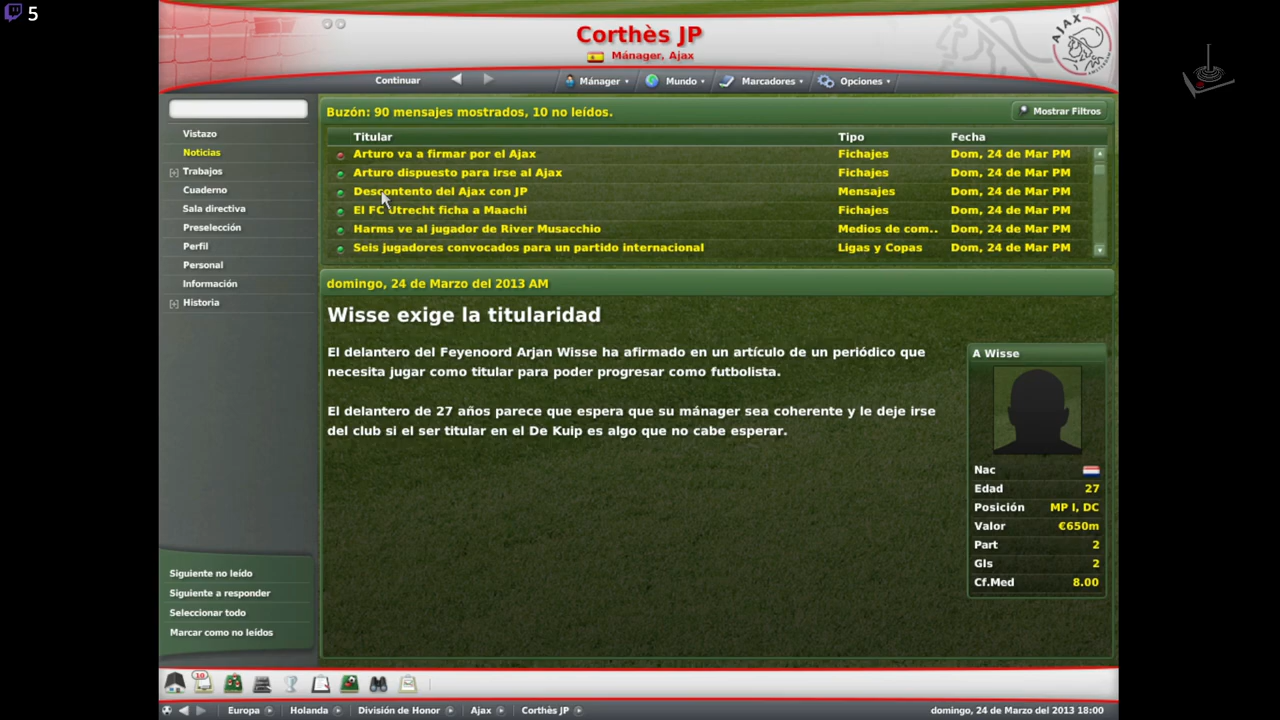 5
Corthès JP
Mánager, Ajax
AJAX
Continuar
Mánager
Mundo
Marcadores
Opciones
Vistazo
Noticias
Trabajos
Cuaderno
Sala directiva
Preselección
Perfil
Personal
Información
Historia
Siguiente no leído
Siguiente a responder
Seleccionar todo
Marcar como no leídos
Buzón: 90 mensajes mostrados, 10 no leídos.
Mostrar Filtros
Titular Tipo Fecha
Arturo va a firmar por el Ajax Fichajes Dom, 24 de Mar PM
Arturo dispuesto para irse al Ajax Fichajes Dom, 24 de Mar PM
Descontento del Ajax con JP Mensajes Dom, 24 de Mar PM
El FC Utrecht ficha a Maachi Fichajes Dom, 24 de Mar PM
Harms ve al jugador de River Musacchio Medios de com.. Dom, 24 de Mar PM
Seis jugadores convocados para un partido internacional Ligas y Copas Dom, 24 de Mar PM
domingo, 24 de Marzo del 2013 AM
Wisse exige la titularidad
El delantero del Feyenoord Arjan Wisse ha afirmado en un artículo de un periódico que
necesita jugar como titular para poder progresar como futbolista.
El delantero de 27 años parece que espera que su mánager sea coherente y le deje irse
del club si el ser titular en el De Kuip es algo que no cabe esperar.
A Wisse
Nac
Edad 27
Posición MP I, DC
Valor €650m
Part 2
Gls 2
Cf.Med 8.00
10
Europa Holanda División de Honor Ajax Corthès JP domingo, 24 de Marzo del 2013 18:00